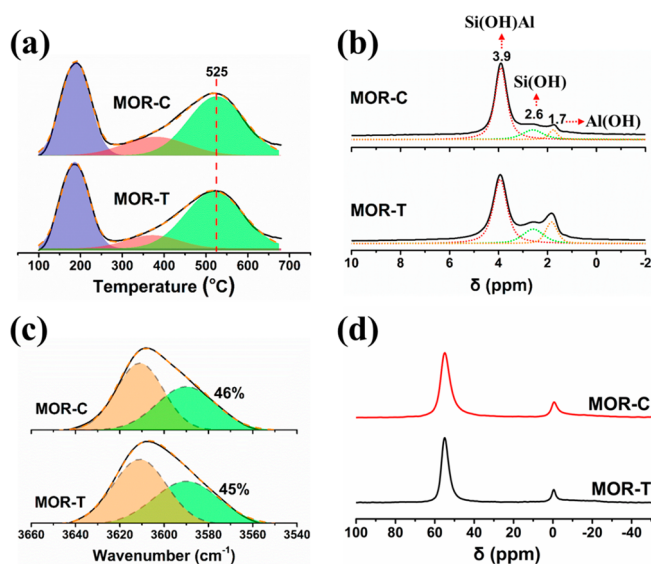 (a)
525
MOR-C
MOR-T
100 200 300 400 500 600 700
Temperature (°C)
(b)
Si(OH)Al
3.9
Si(OH)
2.6
1.7
Al(OH)
MOR-C
MOR-T
10 8 6 4 2 0 -2
δ (ppm)
(c)
46%
MOR-C
45%
MOR-T
3660 3640 3620 3600 3580 3560 3540
Wavenumber (cm⁻¹)
(d)
MOR-C
MOR-T
100 80 60 40 20 0 -20 -40
δ (ppm)